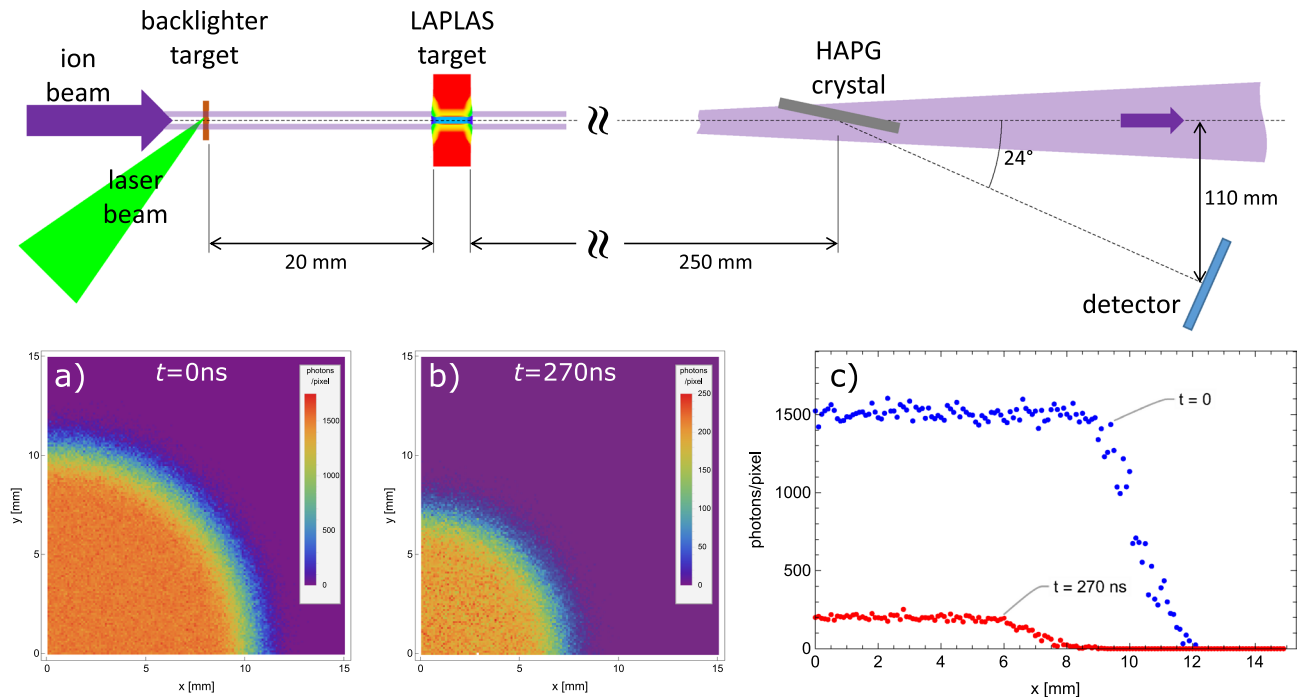 backlighter
target
LAPLAS
target
HAPG
crystal
ion
beam
laser
beam
24°
110 mm
20 mm
250 mm
detector
a)
t=0ns
photons
/pixel
1500
1000
500
0
15
10
5
0
y [mm]
0
5
10
15
x [mm]
b)
t=270ns
photons
/pixel
250
200
150
100
50
0
15
10
5
0
y [mm]
0
5
10
15
x [mm]
c)
t = 0
t = 270 ns
1500
1000
500
0
photons/pixel
0
2
4
6
8
10
12
14
x [mm]